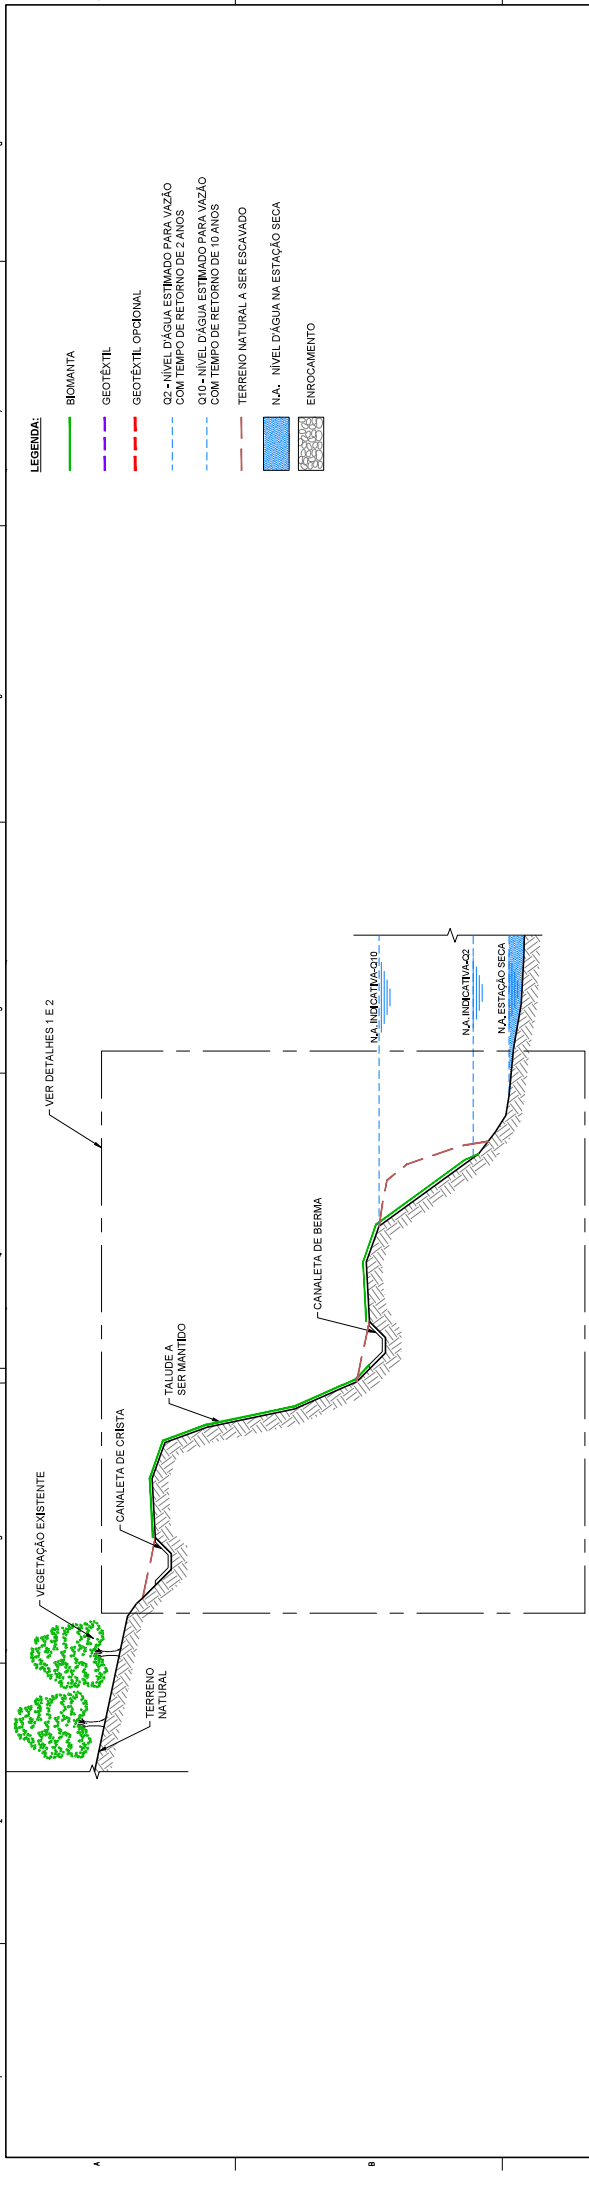 VEGETAÇÃO EXISTENTE
TERRENO
NATURAL
CANALETA DE CRISTA
TALUDE A
SER MANTIDO
VER DETALHES 1 E 2
CANALETA DE BERMA
N.A.INDICATIVA-Q10
N.A.INDICATIVA-Q2
N.A.ESTAÇÃO SECA
LEGENDA:
BIOMANTA
GEOTÊXTIL
GEOTÊXTIL OPCIONAL
Q2 - NÍVEL D'ÁGUA ESTIMADO PARA VAZÃO
COM TEMPO DE RETORNO DE 2 ANOS
Q10 - NÍVEL D'ÁGUA ESTIMADO PARA VAZÃO
COM TEMPO DE RETORNO DE 10 ANOS
TERRENO NATURAL A SER ESCAVADO
N.A. NÍVEL D'ÁGUA NA ESTAÇÃO SECA
ENROCAMENTO
A
B